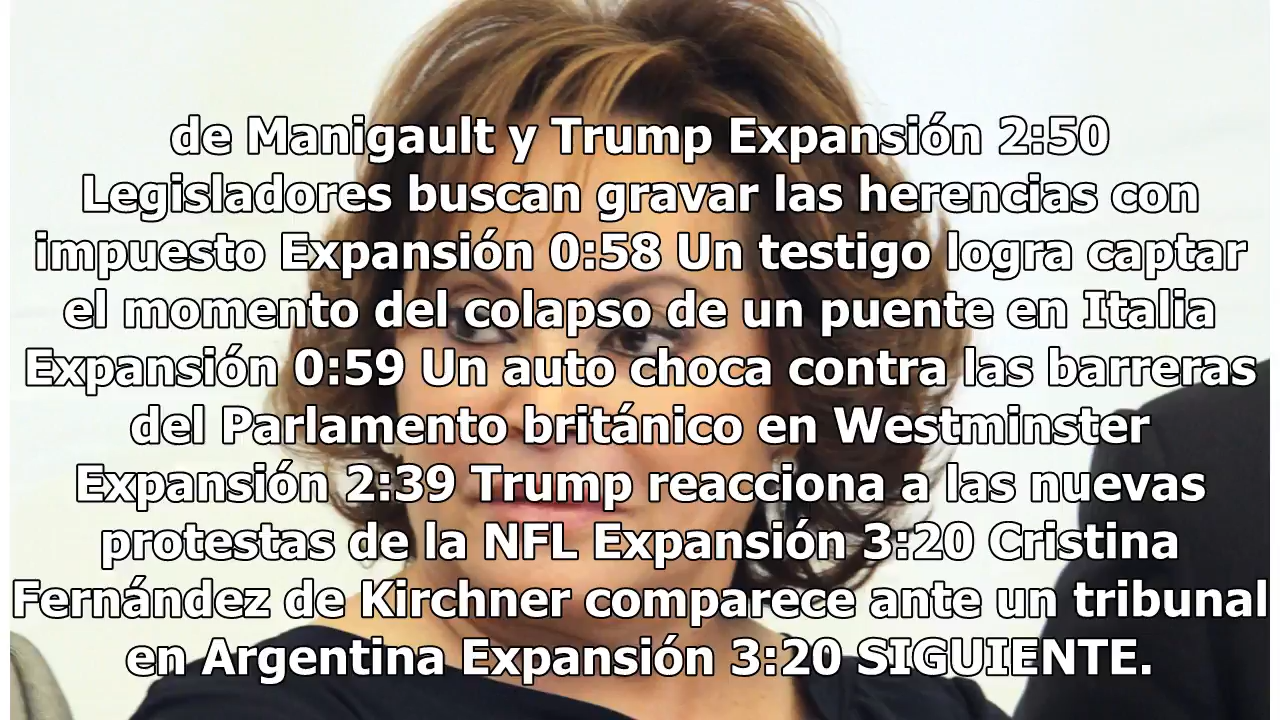 de Manigault y Trump Expansión 2:50
Legisladores buscan gravar las herencias con
impuesto Expansión 0:58 Un testigo logra captar
el momento del colapso de un puente en Italia
Expansión 0:59 Un auto choca contra las barreras
del Parlamento británico en Westminster
Expansión 2:39 Trump reacciona a las nuevas
protestas de la NFL Expansión 3:20 Cristina
Fernández de Kirchner comparece ante un tribunal
en Argentina Expansión 3:20 SIGUIENTE.